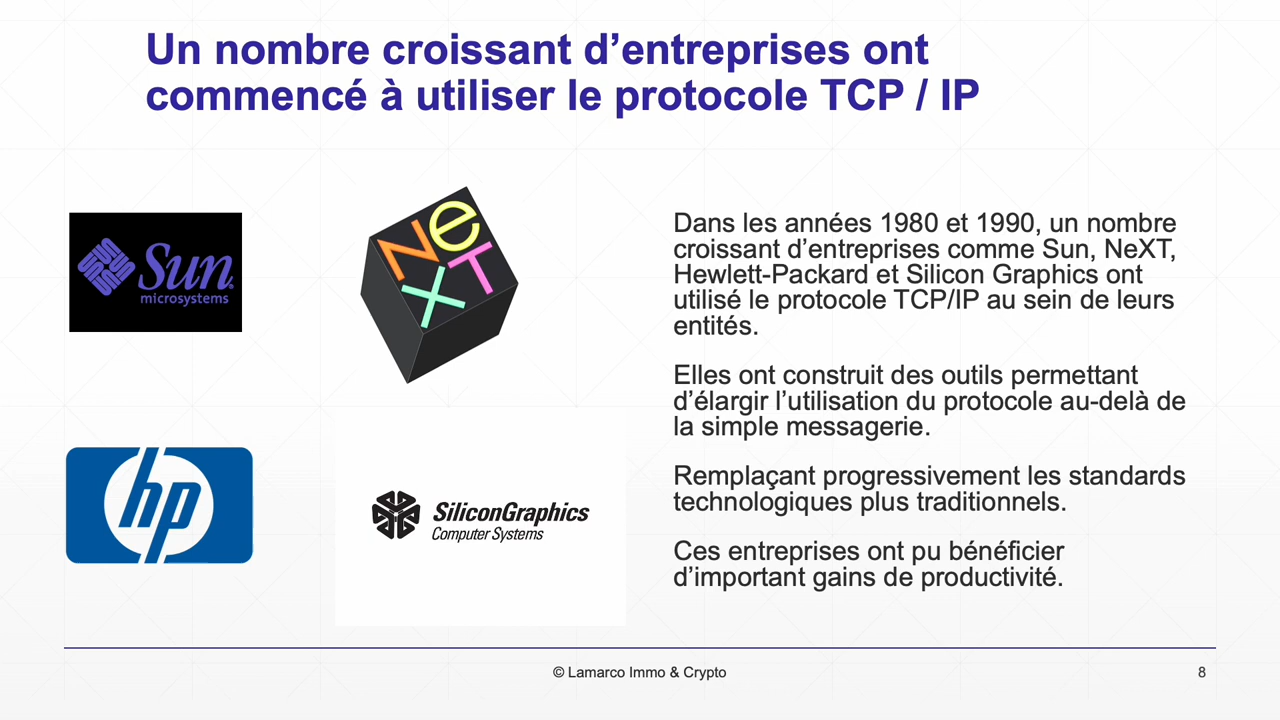 Un nombre croissant d’entreprises ont
commencé à utiliser le protocole TCP / IP
Sun
microsystems
NeXT
hp
SiliconGraphics
Computer Systems
Dans les années 1980 et 1990, un nombre
croissant d’entreprises comme Sun, NeXT,
Hewlett-Packard et Silicon Graphics ont
utilisé le protocole TCP/IP au sein de leurs
entités.
Elles ont construit des outils permettant
d’élargir l’utilisation du protocole au-delà de
la simple messagerie.
Remplaçant progressivement les standards
technologiques plus traditionnels.
Ces entreprises ont pu bénéficier
d’important gains de productivité.
© Lamarco Immo & Crypto
8